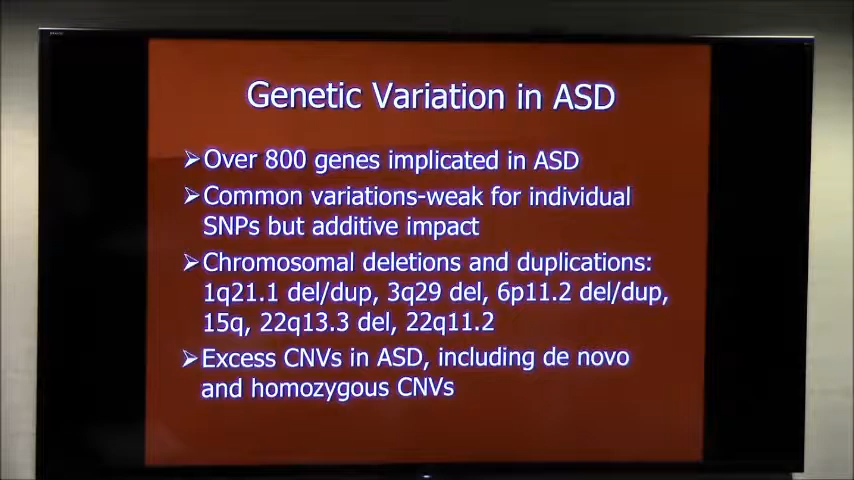 Genetic Variation in ASD
➢Over 800 genes implicated in ASD
➢Common variations-weak for individual
SNPs but additive impact
➢Chromosomal deletions and duplications:
1q21.1 del/dup, 3q29 del, 6p11.2 del/dup,
15q, 22q13.3 del, 22q11.2
➢Excess CNVs in ASD, including de novo
and homozygous CNVs